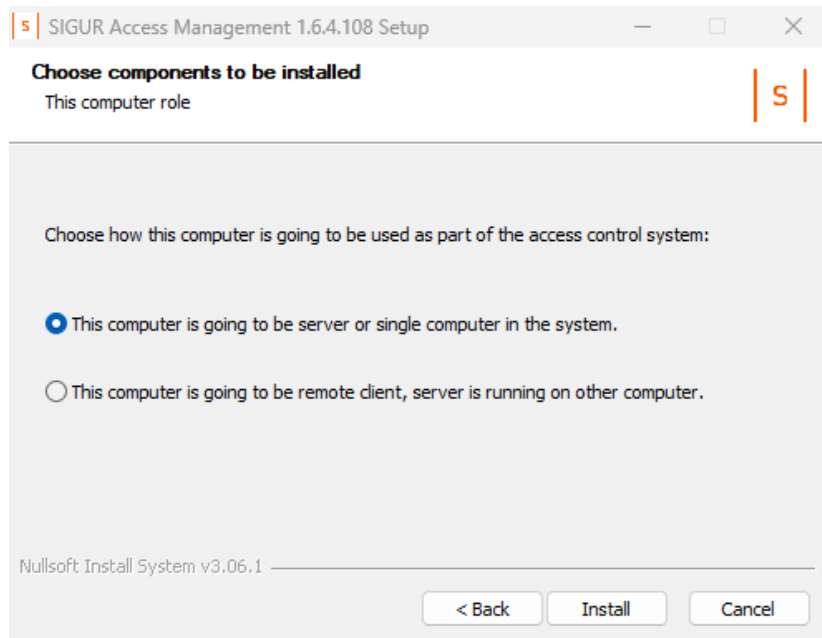 S SIGUR Access Management 1.6.4.108 Setup
Choose components to be installed
This computer role
S
Choose how this computer is going to be used as part of the access control system:
This computer is going to be server or single computer in the system.
This computer is going to be remote client, server is running on other computer.
Nullsoft Install System v3.06.1
< Back Install Cancel